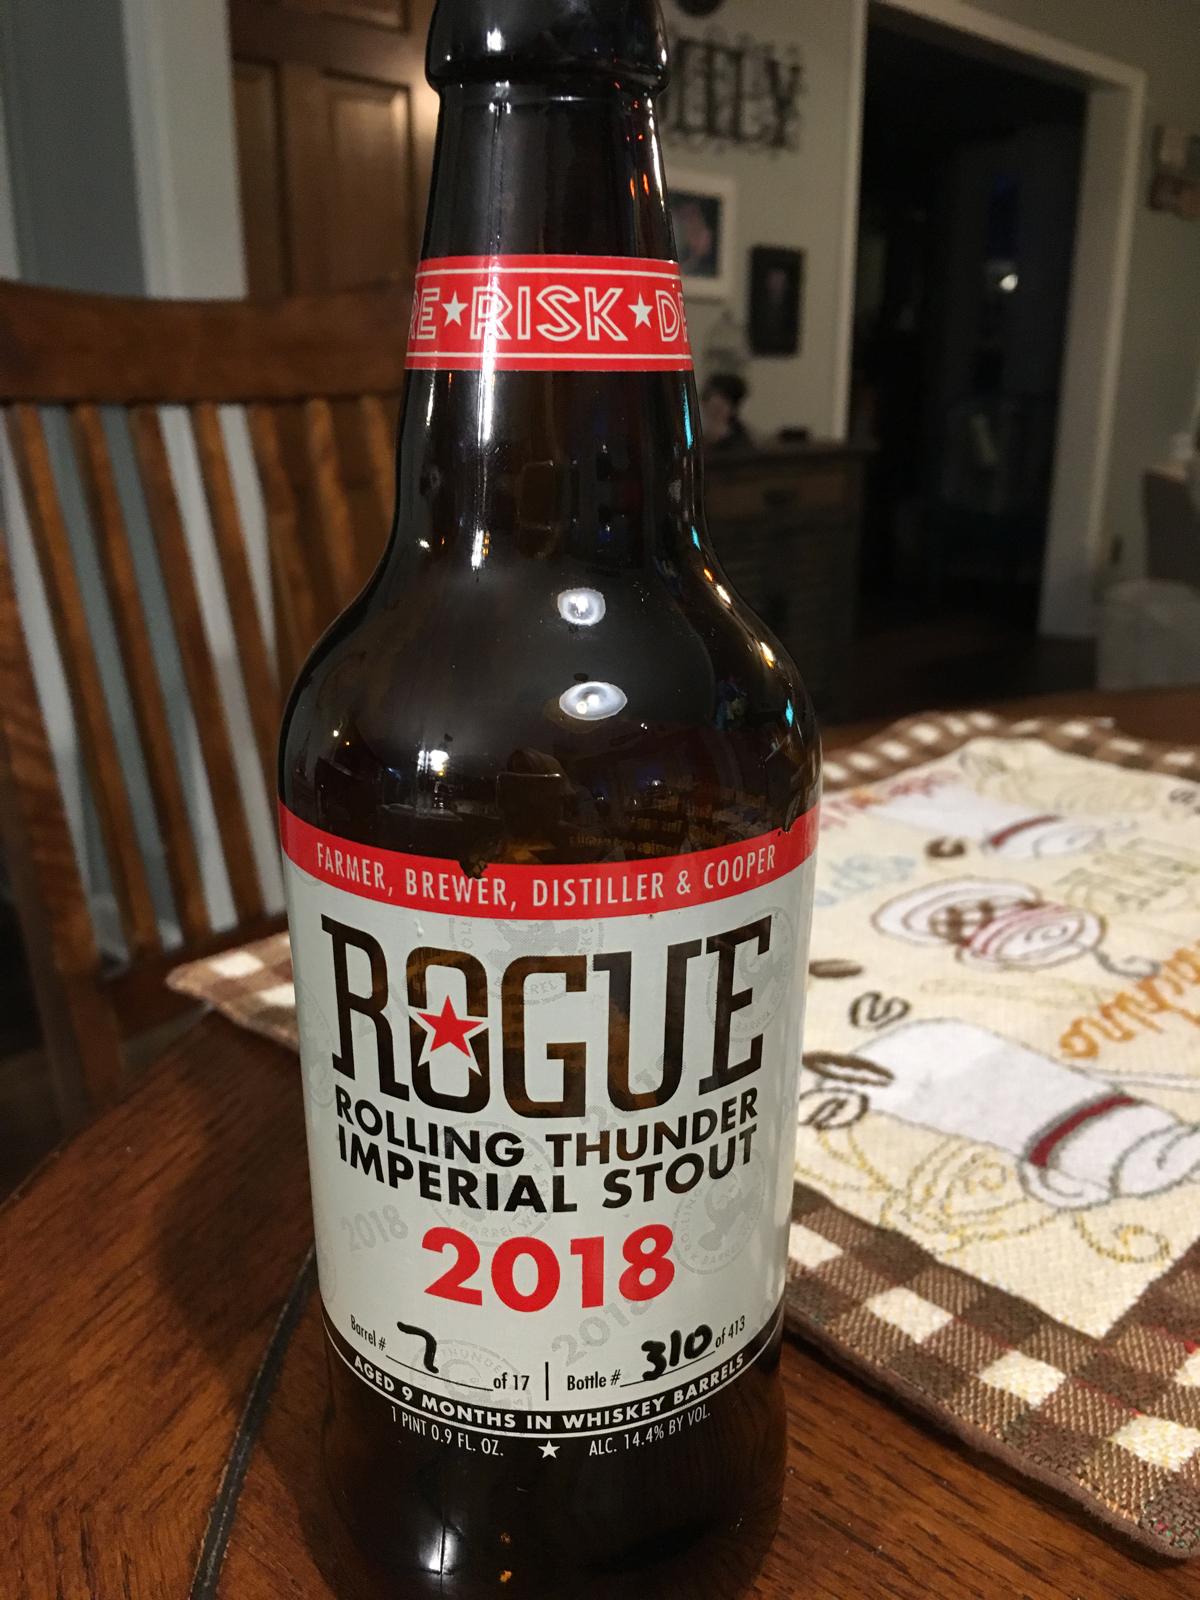 RE★RISK★D
FARMER, BREWER, DISTILLER & COOPER
ROGUE
ROLLING THUNDER
IMPERIAL STOUT
2018
Barrel # 7 of 17 | Bottle # 310 of 413
AGED 9 MONTHS IN WHISKEY BARRELS
1 PINT 0.9 FL. OZ. ★ ALC. 14.4% BY VOL.